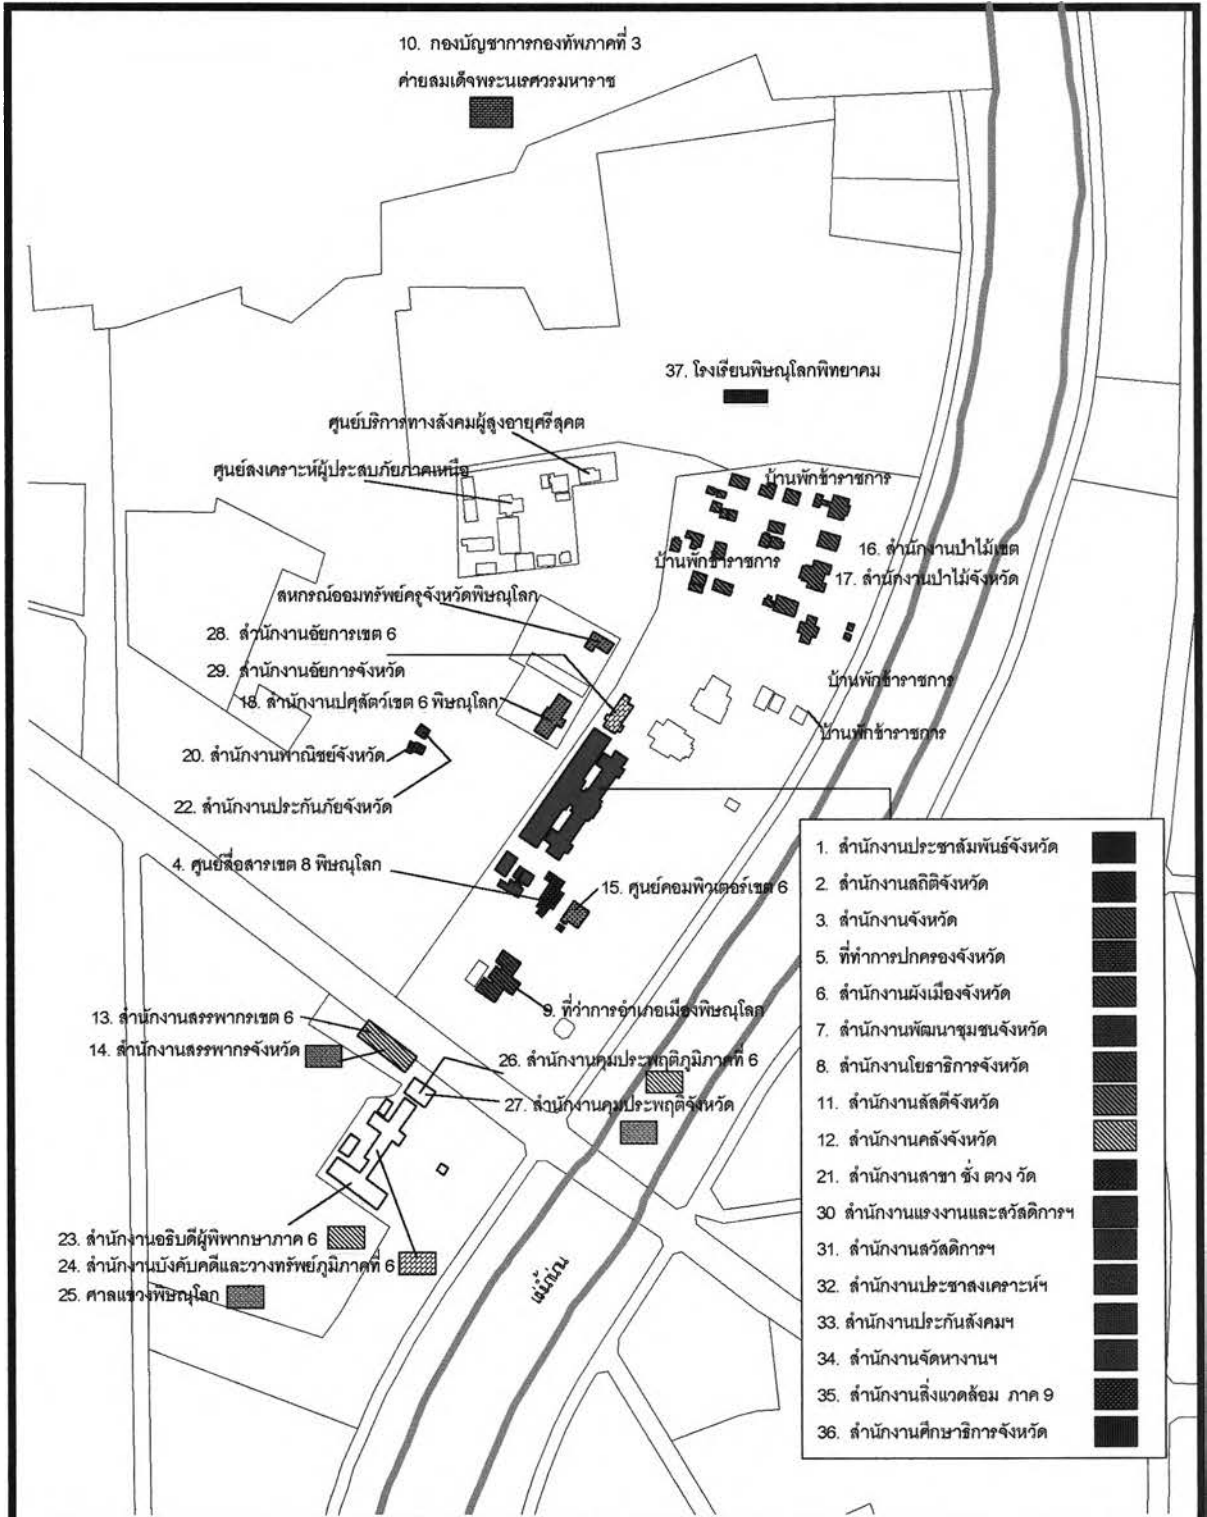 10. กองบัญชาการกองทัพภาคที่ 3
ค่ายสมเด็จพระนเรศวรมหาราช
37. โรงเรียนพิษณุโลกพิทยาคม
ศูนย์บริการทางสังคมผู้สูงอายุศรีสุคต
ศูนย์สงเคราะห์ผู้ประสบภัยภาคเหนือ
บ้านพักข้าราชการ
16. สำนักงานป่าไม้เขต
บ้านพักข้าราชการ
17. สำนักงานป่าไม้จังหวัด
สหกรณ์ออมทรัพย์ครูจังหวัดพิษณุโลก
28. สำนักงานอัยการเขต 6
29. สำนักงานอัยการจังหวัด
บ้านพักข้าราชการ
18. สำนักงานปศุสัตว์เขต 6 พิษณุโลก
บ้านพักข้าราชการ
20. สำนักงานพาณิชย์จังหวัด
22. สำนักงานประกันภัยจังหวัด
4. ศูนย์สื่อสารเขต 8 พิษณุโลก
15. ศูนย์คอมพิวเตอร์เขต 6
9. ที่ว่าการอำเภอเมืองพิษณุโลก
13. สำนักงานสรรพากรเขต 6
14. สำนักงานสรรพากรจังหวัด
26. สำนักงานคุมประพฤติภูมิภาคที่ 6
27. สำนักงานคุมประพฤติจังหวัด
23. สำนักงานอธิบดีผู้พิพากษาภาค 6
24. สำนักงานบังคับคดีและวางทรัพย์ภูมิภาคที่ 6
25. ศาลแขวงพิษณุโลก
แม่น้ำน่าน
1. สำนักงานประชาสัมพันธ์จังหวัด
2. สำนักงานสถิติจังหวัด
3. สำนักงานจังหวัด
5. ที่ทำการปกครองจังหวัด
6. สำนักงานผังเมืองจังหวัด
7. สำนักงานพัฒนาชุมชนจังหวัด
8. สำนักงานโยธาธิการจังหวัด
11. สำนักงานสัสดีจังหวัด
12. สำนักงานคลังจังหวัด
21. สำนักงานสาขา ชั่ง ตวง วัด
30 สำนักงานแรงงานและสวัสดิการฯ
31. สำนักงานสวัสดิการฯ
32. สำนักงานประชาสงเคราะห์ฯ
33. สำนักงานประกันสังคมฯ
34. สำนักงานจัดหางานฯ
35. สำนักงานสิ่งแวดล้อม ภาค 9
36. สำนักงานศึกษาธิการจังหวัด